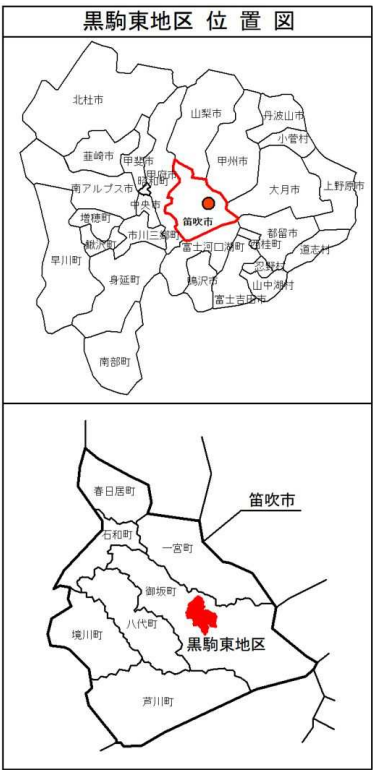 黒駒東地区 位 置 図
北杜市
山梨市
丹波山市
小菅村
韮崎市
甲斐市
甲州市
甲府市
昭和町
上野原市
大月市
南アルプス市
中央市
笛吹市
増穂町
都留市
鰍沢町
市川三郷町
富士河口湖町
西桂町
道志村
早川町
忍野村
身延町
鳴沢市
山中湖村
富士吉田市
南部町
春日居町
笛吹市
石和町
一宮町
御坂町
八代町
境川町
黒駒東地区
芦川町